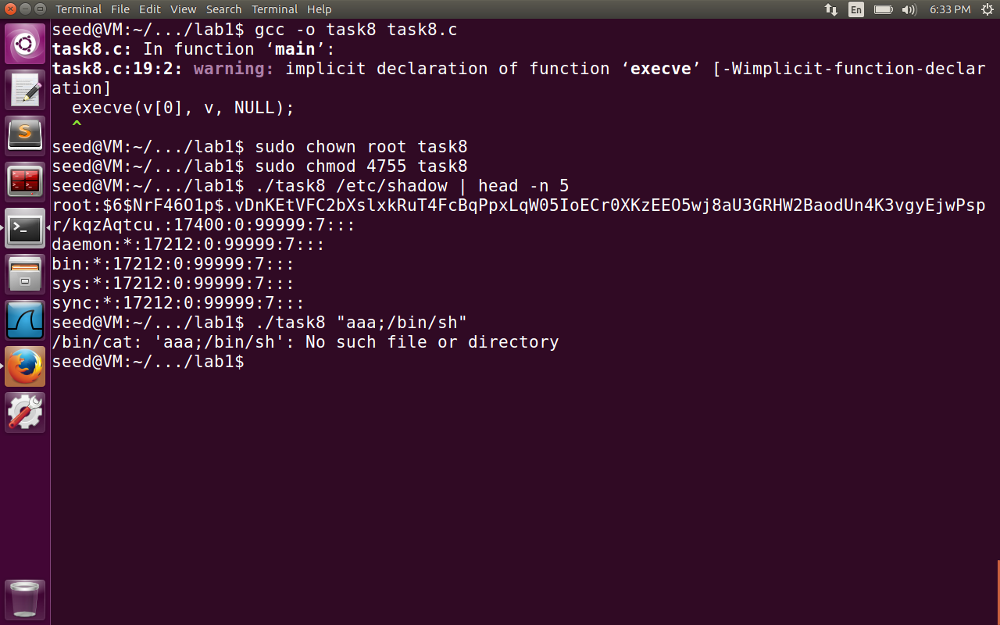 Terminal File Edit View Search Terminal Help En 6:33 PM
seed@VM:~/.../lab1$ gcc -o task8 task8.c
task8.c: In function ‘main’:
task8.c:19:2: warning: implicit declaration of function ‘execve’ [-Wimplicit-function-declar
ation]
  execve(v[0], v, NULL);
  ^
seed@VM:~/.../lab1$ sudo chown root task8
seed@VM:~/.../lab1$ sudo chmod 4755 task8
seed@VM:~/.../lab1$ ./task8 /etc/shadow | head -n 5
root:$6$NrF46O1p$.vDnKEtVFC2bXslxkRuT4FcBqPpxLqW05IoECr0XKzEEO5wj8aU3GRHW2BaodUn4K3vgyEjwPsp
r/kqzAqtcu.:17400:0:99999:7:::
daemon:*:17212:0:99999:7:::
bin:*:17212:0:99999:7:::
sys:*:17212:0:99999:7:::
sync:*:17212:0:99999:7:::
seed@VM:~/.../lab1$ ./task8 "aaa;/bin/sh"
/bin/cat: 'aaa;/bin/sh': No such file or directory
seed@VM:~/.../lab1$